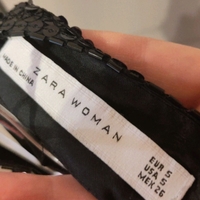 MADE IN
CHINA
ZARA WOMAN
EUR S
USA S
MEX 26